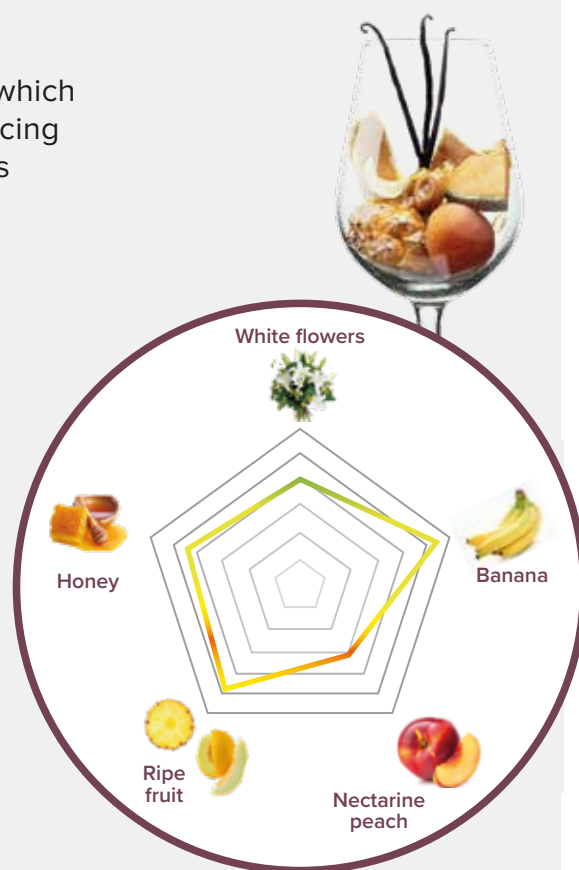 which
cing
s
White flowers
Honey
Banana
Ripe
fruit
Nectarine
peach